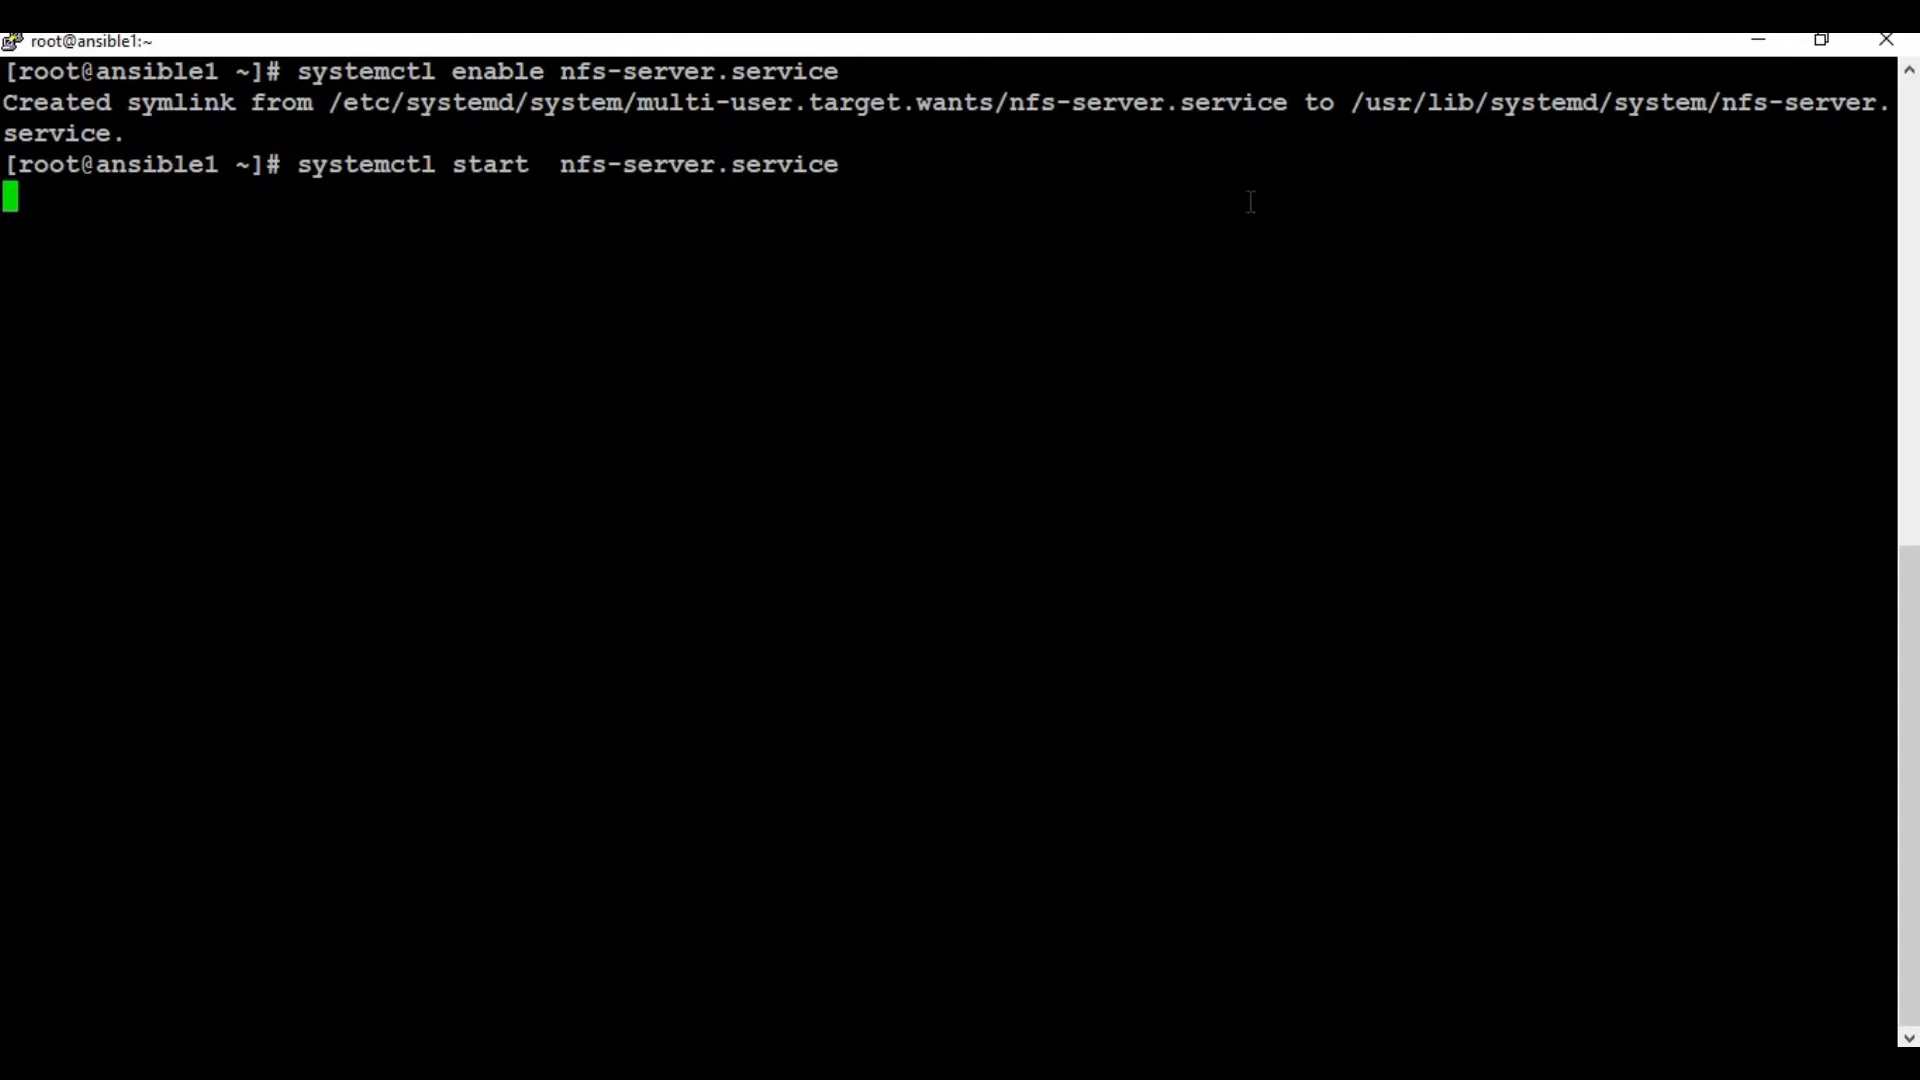 root@ansible1:~
[root@ansible1 ~]# systemctl enable nfs-server.service
Created symlink from /etc/systemd/system/multi-user.target.wants/nfs-server.service to /usr/lib/systemd/system/nfs-server.
service.
[root@ansible1 ~]# systemctl start  nfs-server.service